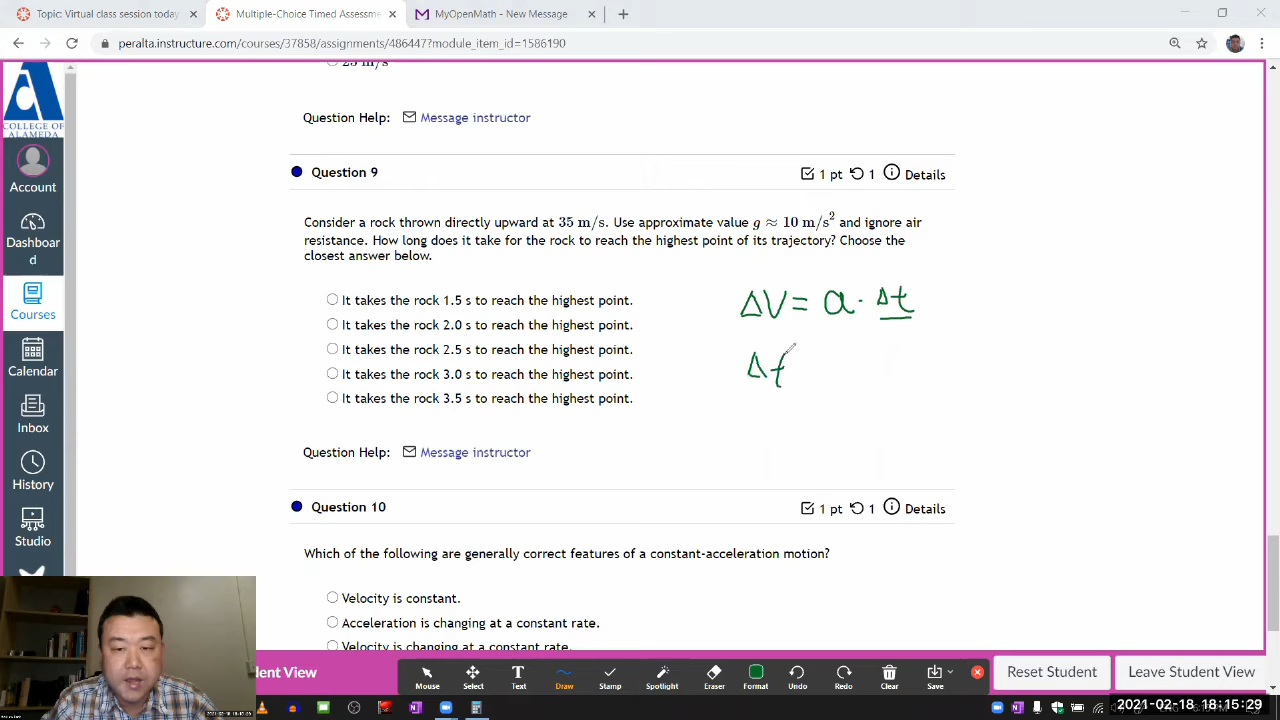 Topic: Virtual class session today
Multiple-Choice Timed Assessme
MyOpenMath - New Message
peralta.instructure.com/courses/37858/assignments/486447?module_item_id=1586190
COLLEGE OF
ALAMEDA
Account
Dashboar
d
Courses
Calendar
Inbox
History
Studio
25 m/s
Question Help: Message instructor
Question 9
1 pt 1 Details
Consider a rock thrown directly upward at 35 m/s. Use approximate value g ≈ 10 m/s² and ignore air
resistance. How long does it take for the rock to reach the highest point of its trajectory? Choose the
closest answer below.
It takes the rock 1.5 s to reach the highest point.
It takes the rock 2.0 s to reach the highest point.
It takes the rock 2.5 s to reach the highest point.
It takes the rock 3.0 s to reach the highest point.
It takes the rock 3.5 s to reach the highest point.
ΔV = a · Δt
Δt
Question Help: Message instructor
Question 10
1 pt 1 Details
Which of the following are generally correct features of a constant-acceleration motion?
Velocity is constant.
Acceleration is changing at a constant rate.
Velocity is changing at a constant rate.
dent View
Mouse Select Text Draw Stamp Spotlight Eraser Format Undo Redo Clear Save
Reset Student
Leave Student View
2021-02-18 18:15:29